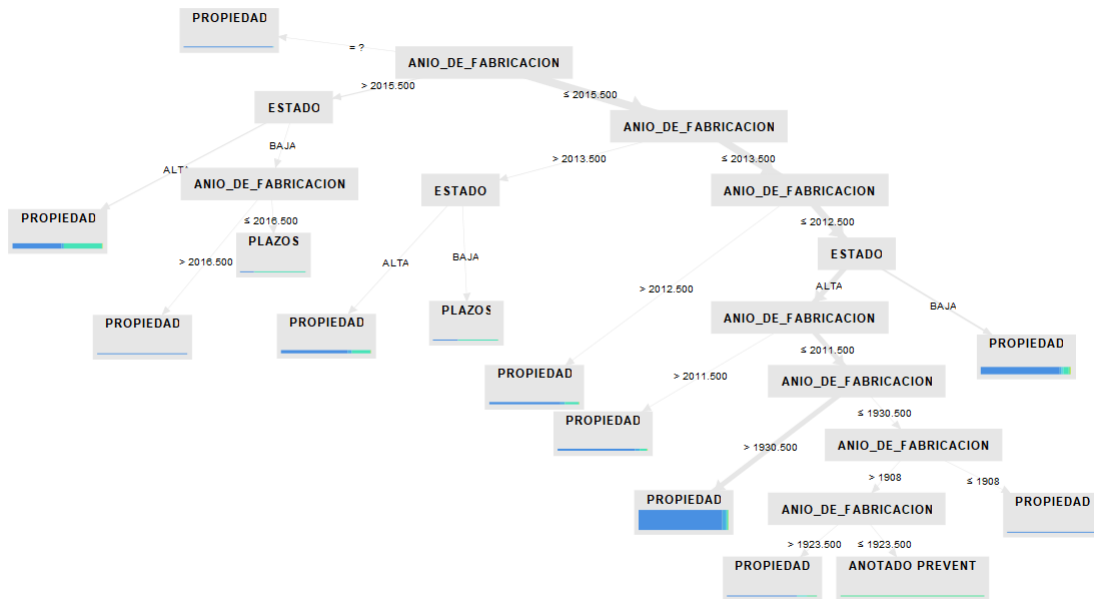 PROPIEDAD
= ?
ANIO_DE_FABRICACION
> 2015.500
≤ 2015.500
ESTADO
ANIO_DE_FABRICACION
BAJA
> 2013.500
≤ 2013.500
ALTA
ANIO_DE_FABRICACION
ESTADO
ANIO_DE_FABRICACION
PROPIEDAD
≤ 2016.500
≤ 2012.500
PLAZOS
ESTADO
> 2016.500
ALTA
BAJA
> 2012.500
ALTA
BAJA
PROPIEDAD
PROPIEDAD
PLAZOS
ANIO_DE_FABRICACION
PROPIEDAD
≤ 2011.500
PROPIEDAD
> 2011.500
ANIO_DE_FABRICACION
PROPIEDAD
≤ 1930.500
> 1930.500
ANIO_DE_FABRICACION
> 1908
≤ 1908
PROPIEDAD
ANIO_DE_FABRICACION
PROPIEDAD
> 1923.500
≤ 1923.500
PROPIEDAD
ANOTADO PREVENT